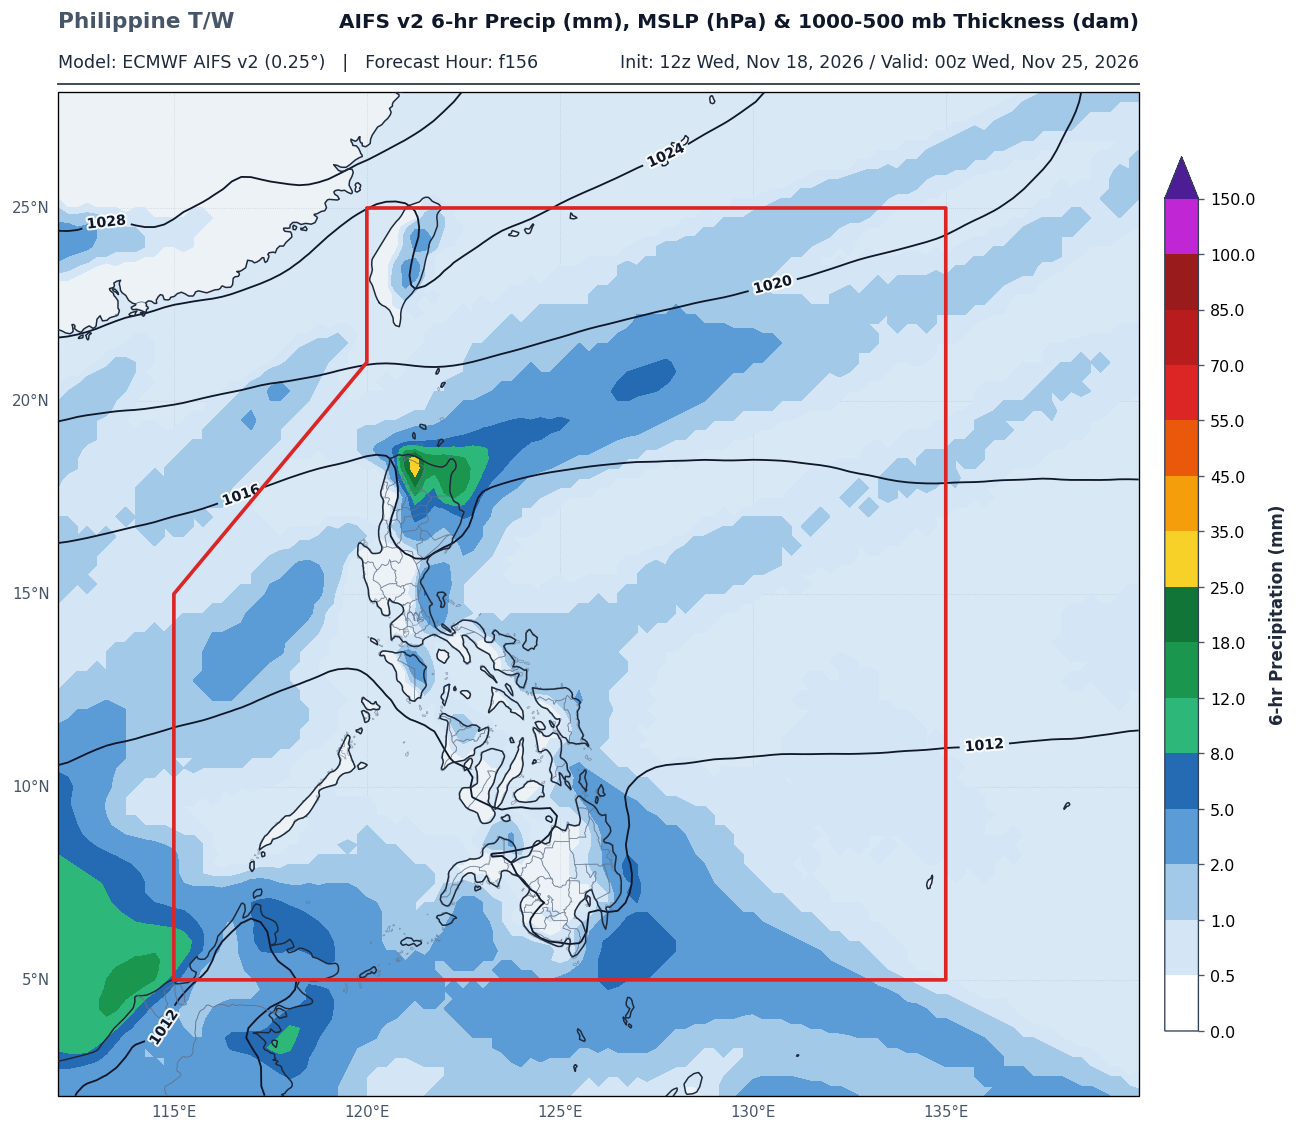 Philippine T/W
AIFS v2 6-hr Precip (mm), MSLP (hPa) & 1000-500 mb Thickness (dam)
Model: ECMWF AIFS v2 (0.25°) | Forecast Hour: f156
Init: 12z Wed, Nov 18, 2026 / Valid: 00z Wed, Nov 25, 2026
1024
1028
1020
1016
1012
1012
25°N
20°N
15°N
10°N
5°N
115°E
120°E
125°E
130°E
135°E
150.0
100.0
85.0
70.0
55.0
45.0
35.0
25.0
18.0
12.0
8.0
5.0
2.0
1.0
0.5
0.0
6-hr Precipitation (mm)